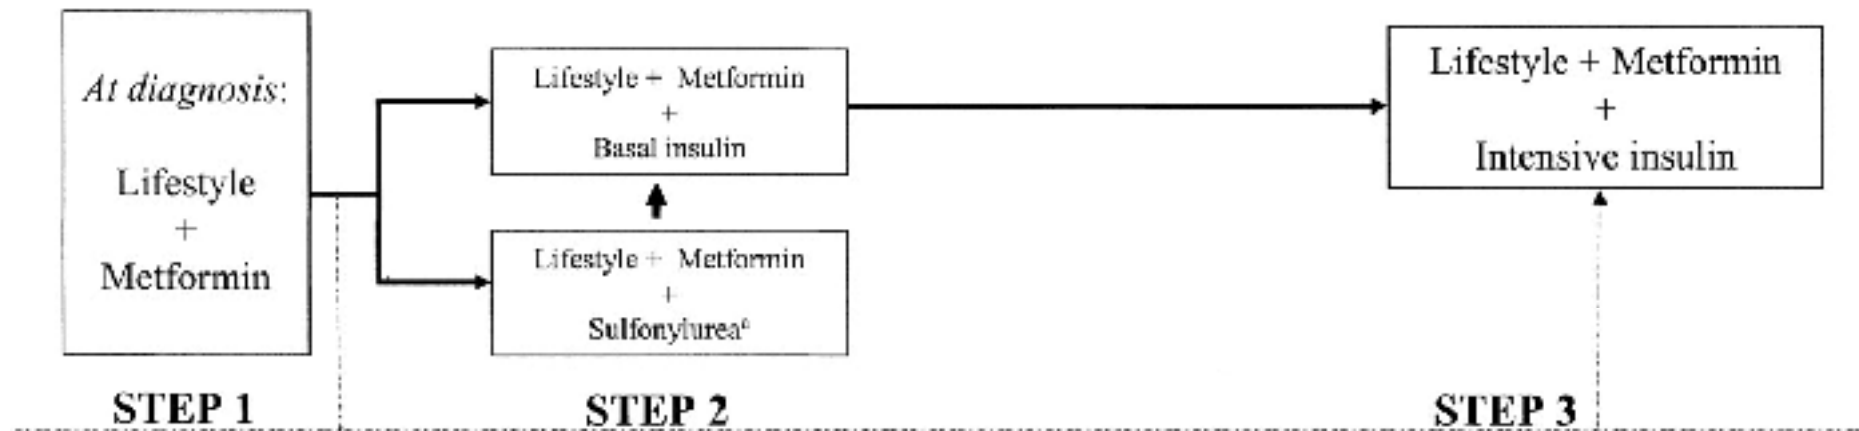 At diagnosis:
Lifestyle
+
Metformin
Lifestyle + Metformin
+
Basal insulin
Lifestyle + Metformin
+
Sulfonylureaª
Lifestyle + Metformin
+
Intensive insulin
STEP 1
STEP 2
STEP 3